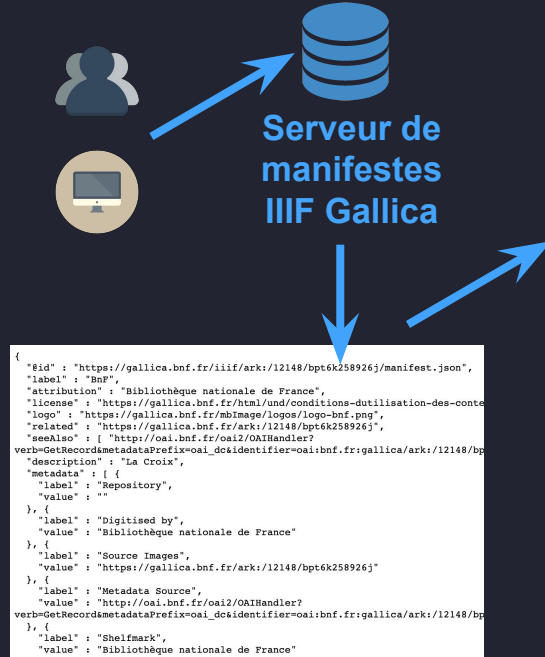 Serveur de
manifestes
IIIF Gallica
{
"@id" : "https://gallica.bnf.fr/iiif/ark:/12148/bpt6k258926j/manifest.json",
"label" : "BnF",
"attribution" : "Bibliothèque nationale de France",
"license" : "https://gallica.bnf.fr/html/und/conditions-dutilisation-des-conte
"logo" : "https://gallica.bnf.fr/mbImage/logos/logo-bnf.png",
"related" : "https://gallica.bnf.fr/ark:/12148/bpt6k258926j",
"seeAlso" : [ "http://oai.bnf.fr/oai2/OAIHandler?
verb=GetRecord&metadataPrefix=oai_dc&identifier=oai:bnf.fr:gallica/ark:/12148/bp
"description" : "La Croix",
"metadata" : [ {
"label" : "Repository",
"value" : ""
}, {
"label" : "Digitised by",
"value" : "Bibliothèque nationale de France"
}, {
"label" : "Source Images",
"value" : "https://gallica.bnf.fr/ark:/12148/bpt6k258926j"
}, {
"label" : "Metadata Source",
"value" : "http://oai.bnf.fr/oai2/OAIHandler?
verb=GetRecord&metadataPrefix=oai_dc&identifier=oai:bnf.fr:gallica/ark:/12148/bp
}, {
"label" : "Shelfmark",
"value" : "Bibliothèque nationale de France"